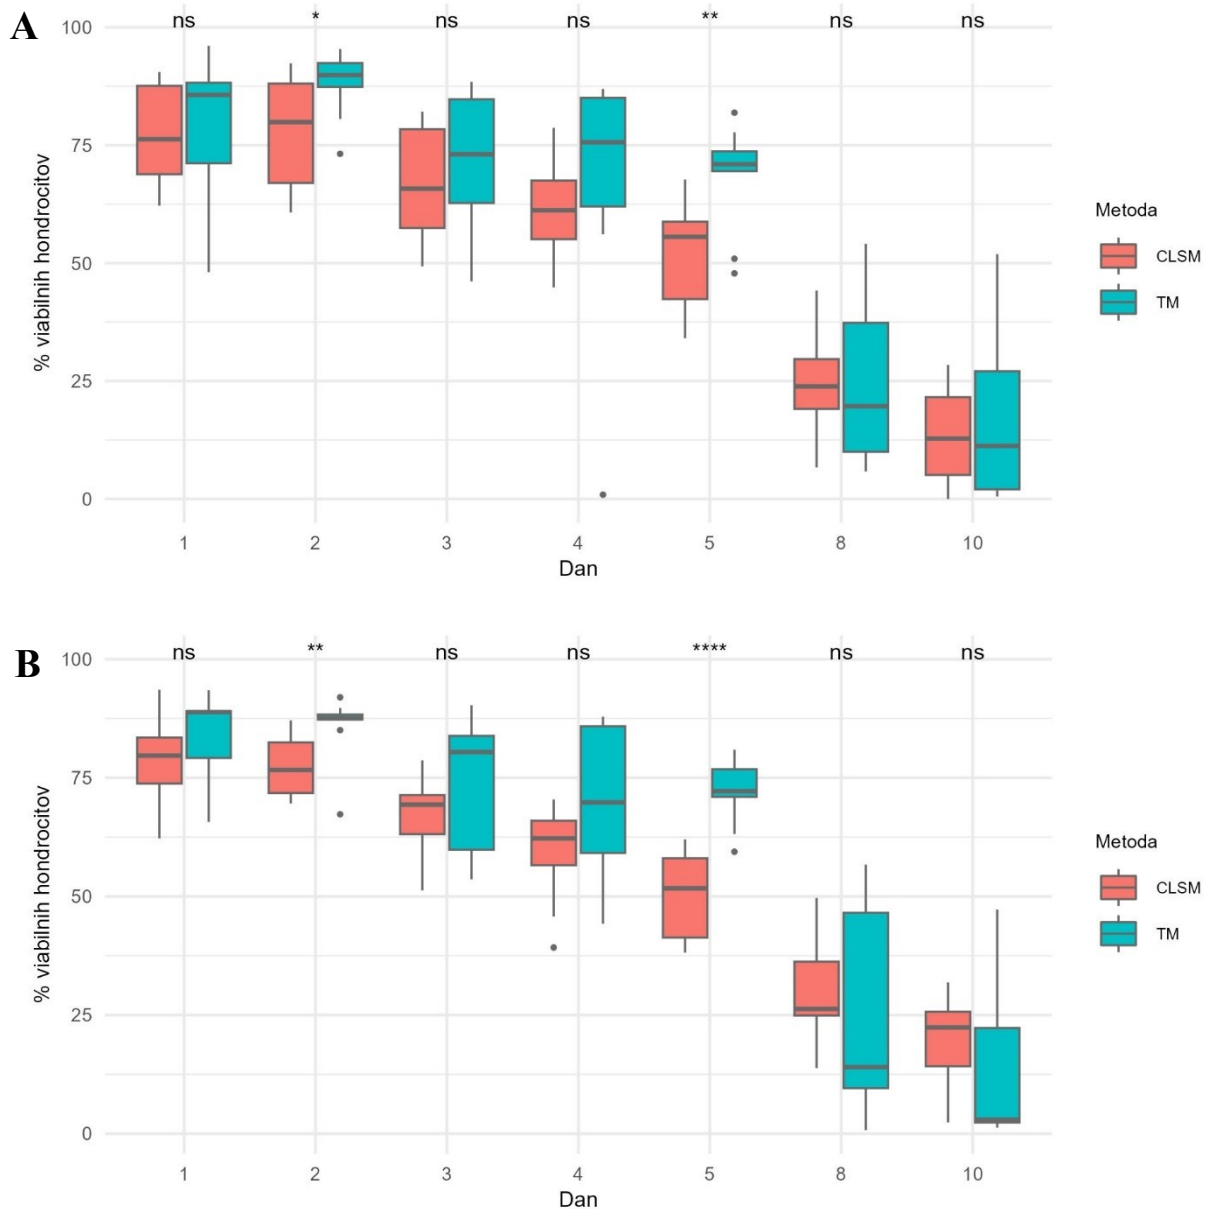 A
ns * ns ns ** ns ns
100
75
50
25
0
% viabilnih hondrocitov
1 2 3 4 5 8 10
Dan
Metoda
CLSM
TM
B
ns ** ns ns **** ns ns
100
75
50
25
0
% viabilnih hondrocitov
1 2 3 4 5 8 10
Dan
Metoda
CLSM
TM